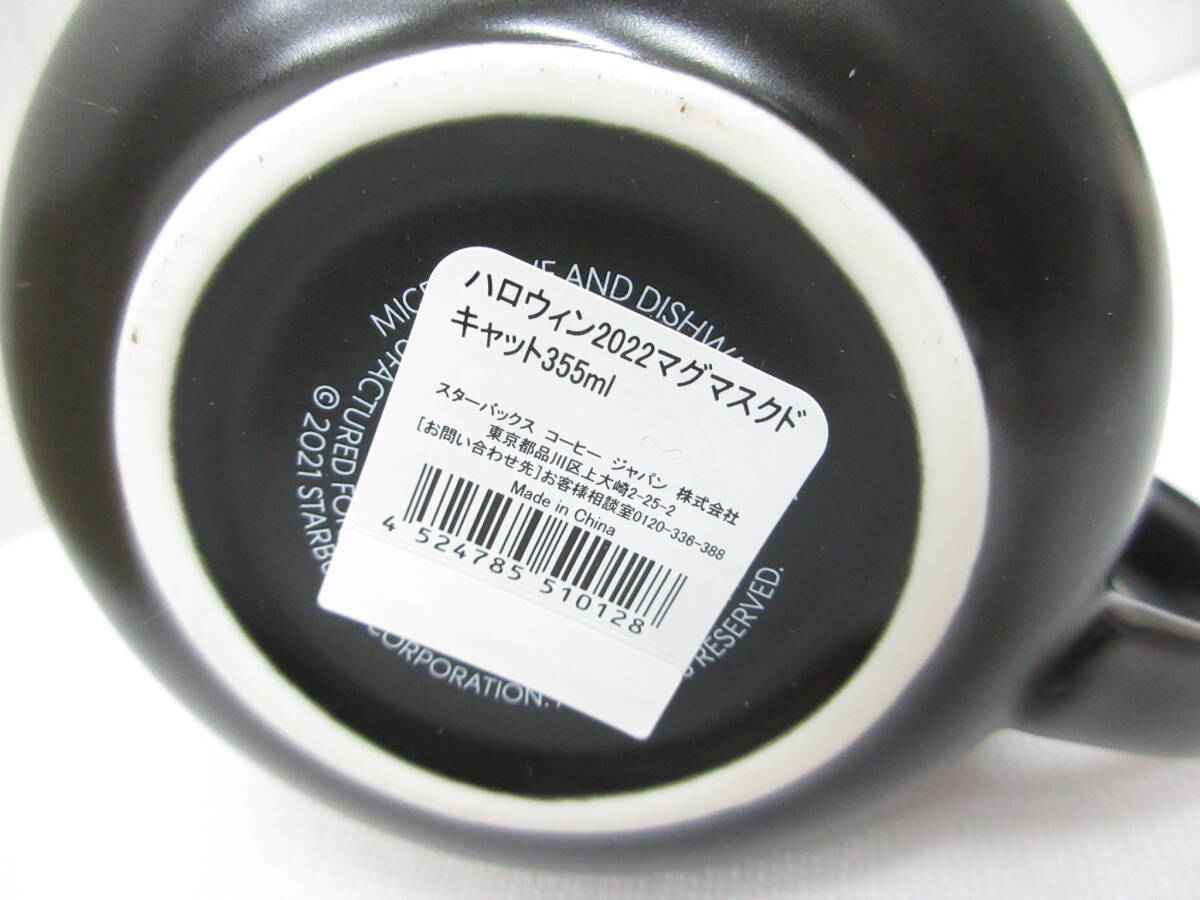 ハロウィン2022マグマスクド
キャット355ml
スターバックス コーヒー ジャパン 株式会社
東京都品川区上大崎2-25-2
[お問い合わせ先]お客様相談室0120-336-388
Made in China
4 524785 510128
AND
FACTURED FOR
© 2021 STARB
CORPORATION.
RESERVED.